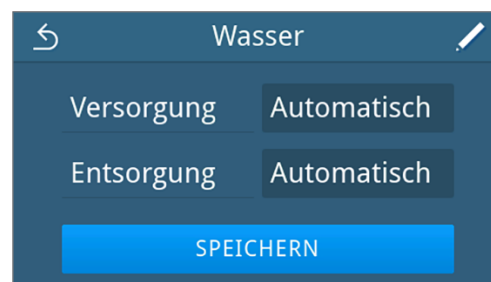 Wasser
Versorgung Automatisch
Entsorgung Automatisch
SPEICHERN